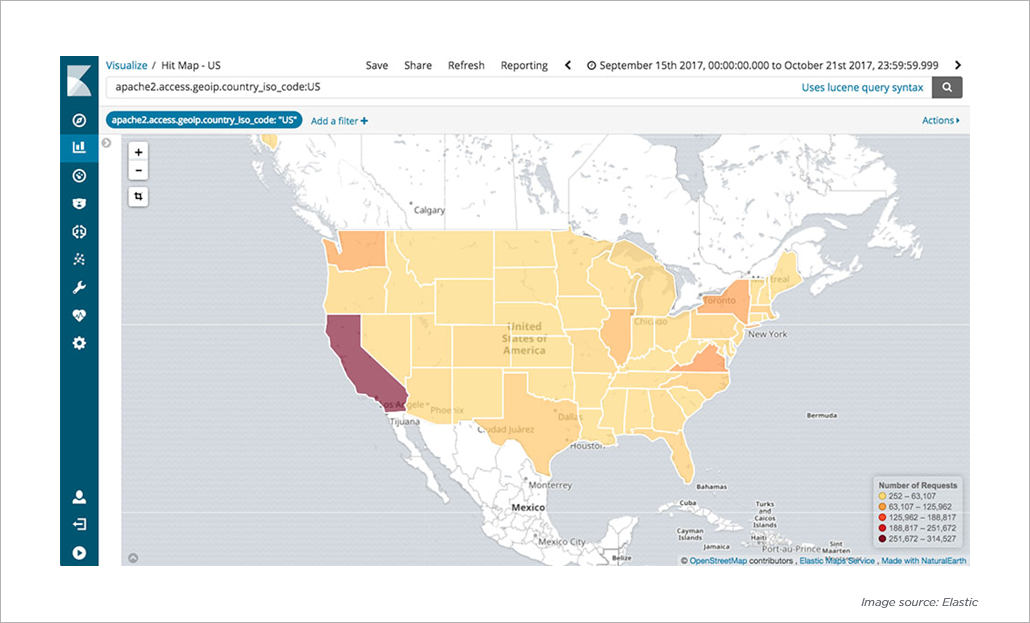 Visualize / Hit Map - US
Save Share Refresh Reporting September 15th 2017, 00:00:00.000 to October 21st 2017, 23:59:59.999
apache2.access.geoip.country_iso_code:US
Uses lucene query syntax
apache2.access.geoip.country_iso_code: "US"
Add a filter +
Actions
+
−
Calgary
Montreal
Toronto
Chicago
United
States of
America
New York
Los Angeles
Phoenix
Dallas
Tijuana
Ciudad Juárez
Houston
Bermuda
Monterrey
Mexico
Mexico City
Belize
Bahamas
Cuba
Turks
and
Caicos
Islands
Cayman
Islands
Jamaica
Haiti
Port-au-Prince
Sint
Maarten
Number of Requests
252 – 63,107
63,107 – 125,962
125,962 – 188,817
188,817 – 251,672
251,672 – 314,527
© OpenStreetMap contributors , Elastic Maps Service , Made with NaturalEarth
Image source: Elastic